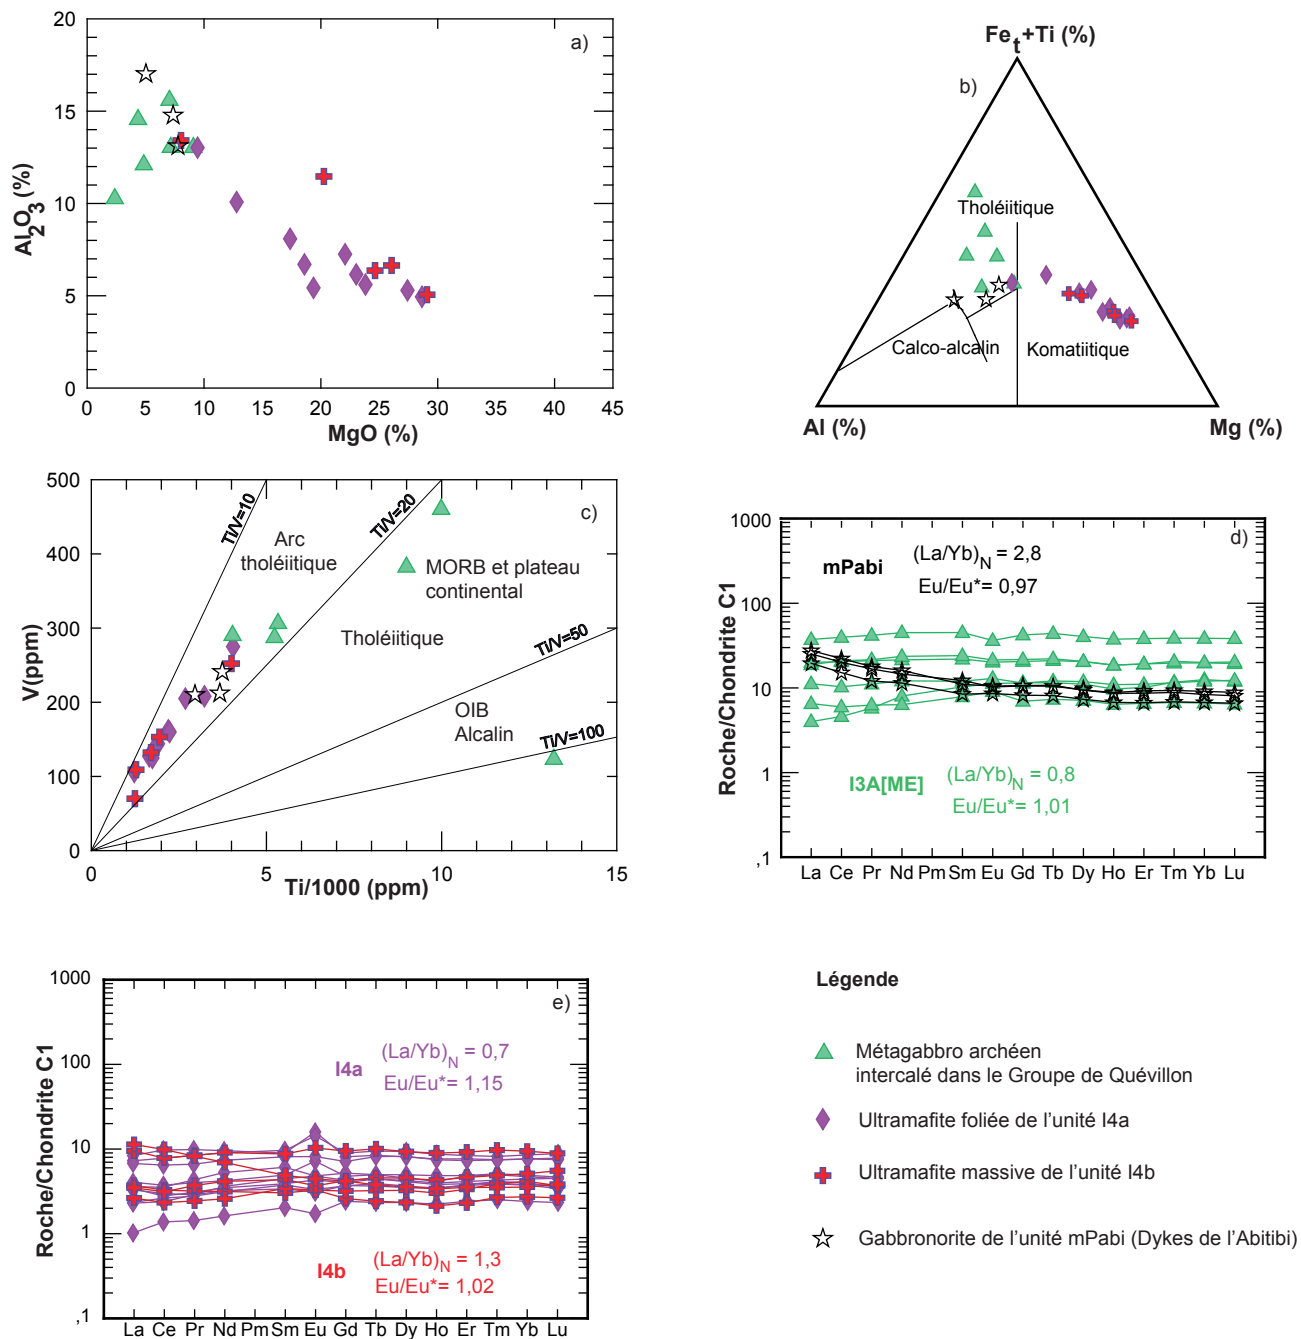 a)
20
15
10
5
0
Al2O3 (%)
0 5 10 15 20 25 30 35 40 45
MgO (%)
Fet+Ti (%)
b)
Tholéiitique
Calco-alcalin
Komatiitique
Al (%)
Mg (%)
c)
500
400
300
200
100
0
V(ppm)
Ti/V=10
Ti/V=20
Ti/V=50
Ti/V=100
Arc
tholéiitique
MORB et plateau
continental
Tholéiitique
OIB
Alcalin
0 5 10 15
Ti/1000 (ppm)
d)
1000
100
10
1
,1
Roche/Chondrite C1
mPabi
(La/Yb)N = 2,8
Eu/Eu*= 0,97
I3A[ME]
(La/Yb)N = 0,8
Eu/Eu*= 1,01
La Ce Pr Nd Pm Sm Eu Gd Tb Dy Ho Er Tm Yb Lu
e)
1000
100
10
1
,1
Roche/Chondrite C1
I4a
(La/Yb)N = 0,7
Eu/Eu*= 1,15
I4b
(La/Yb)N = 1,3
Eu/Eu*= 1,02
La Ce Pr Nd Pm Sm Eu Gd Tb Dy Ho Er Tm Yb Lu
Légende
Métagabbro archéen
intercalé dans le Groupe de Quévillon
Ultramafite foliée de l’unité I4a
Ultramafite massive de l’unité I4b
Gabbronorite de l’unité mPabi (Dykes de l’Abitibi)